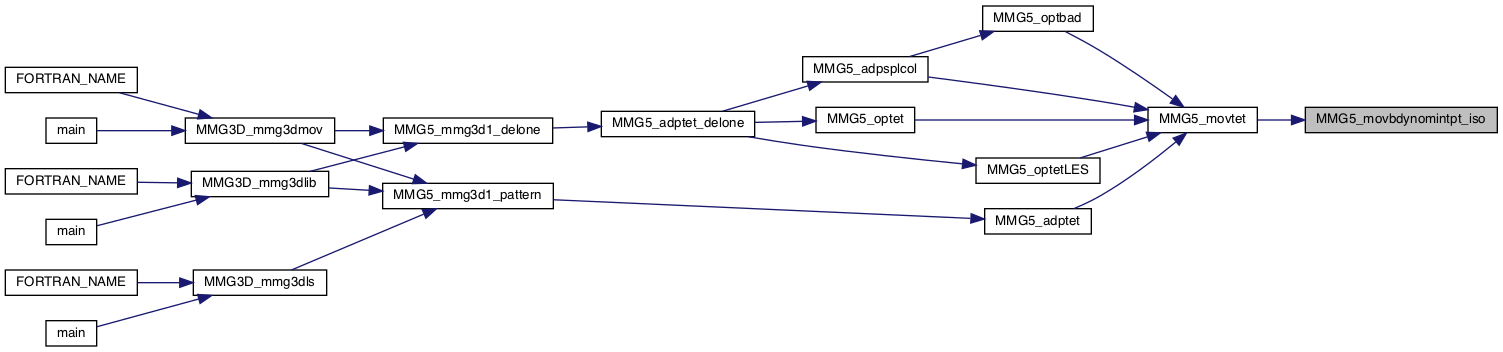 MMG5_optbad
MMG5_adpsplcol
FORTRAN_NAME
MMG5_optet
MMG5_movtet
MMG5_movbdynomintpt_iso
MMG5_adptet_delone
main
MMG3D_mmg3dmov
MMG5_mmg3d1_delone
MMG5_optetLES
FORTRAN_NAME
MMG3D_mmg3dlib
MMG5_mmg3d1_pattern
MMG5_adptet
main
FORTRAN_NAME
MMG3D_mmg3dls
main